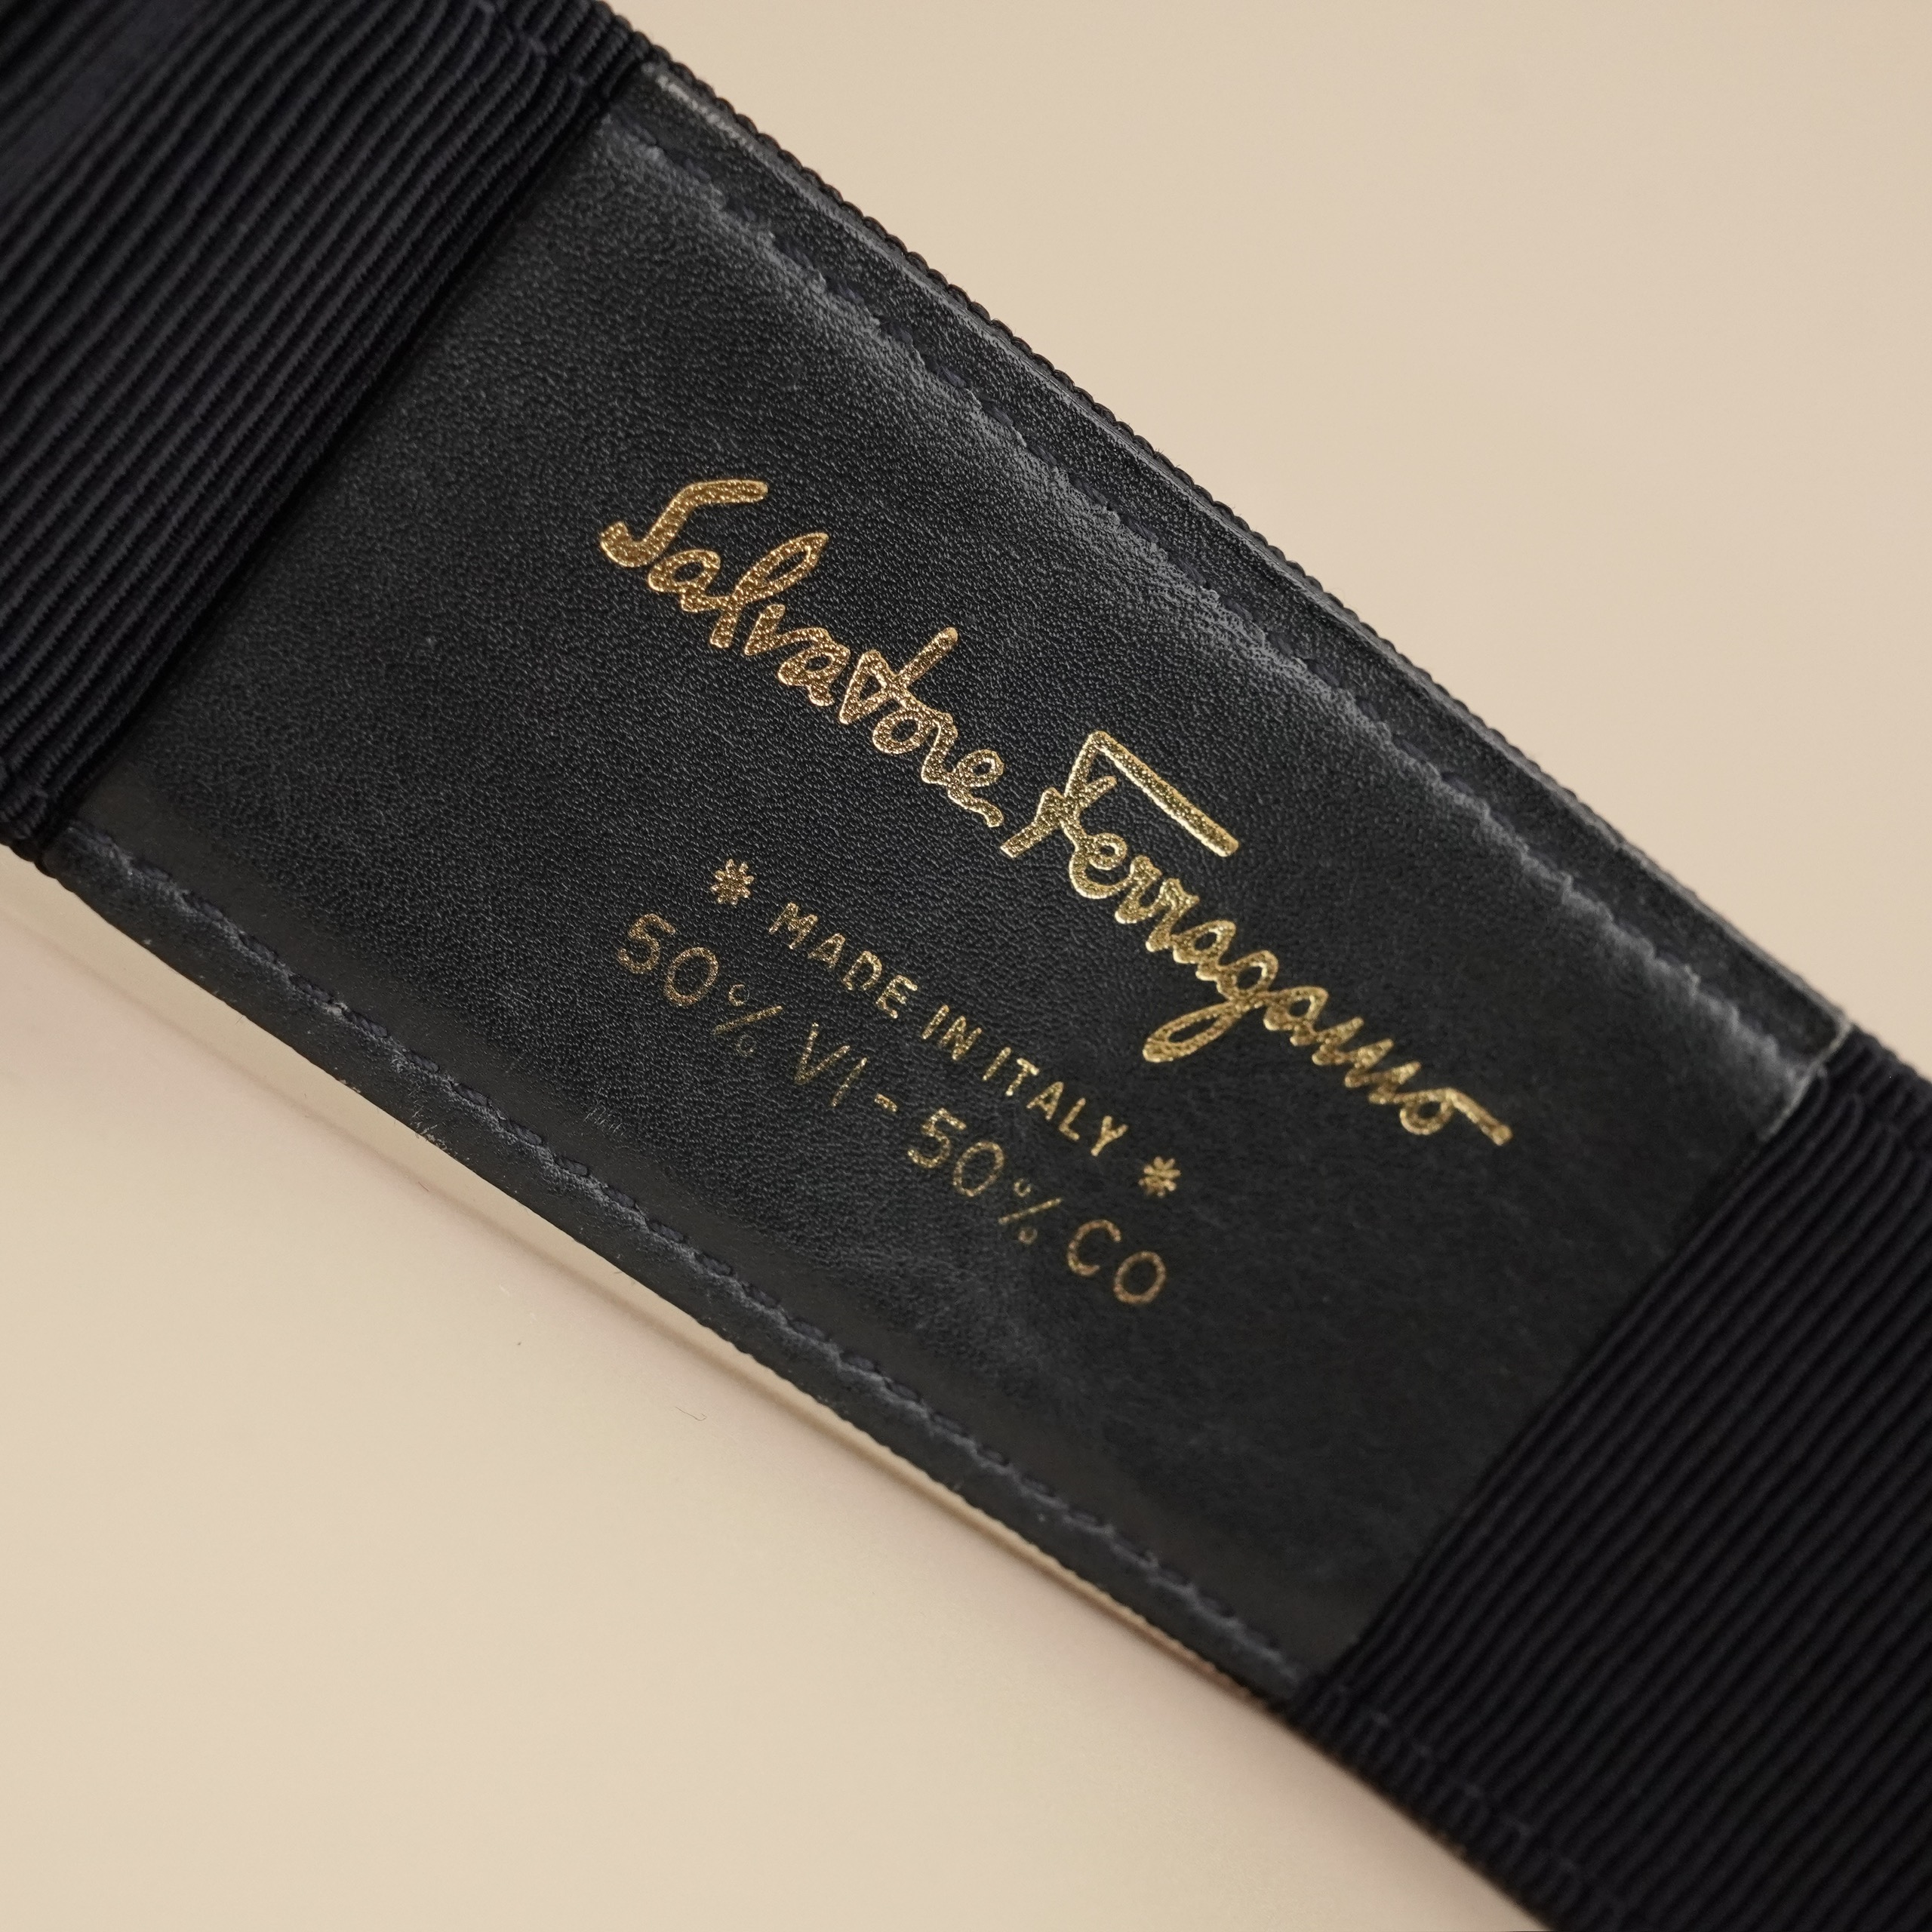 Salvatore Ferragamo
* MADE IN ITALY *
50% VI - 50% CO